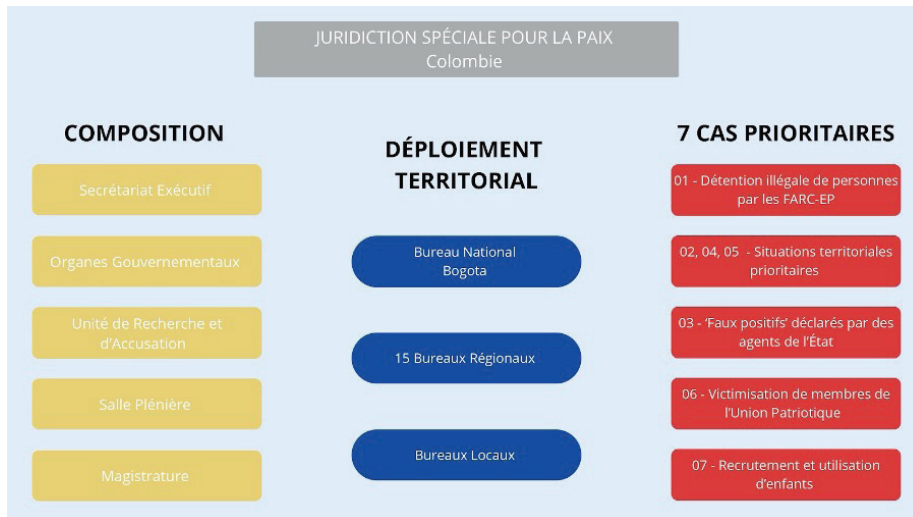 JURIDICTION SPÉCIALE POUR LA PAIX
Colombie
COMPOSITION
Secrétariat Exécutif
Organes Gouvernementaux
Unité de Recherche et
d'Accusation
Salle Plénière
Magistrature
DÉPLOIEMENT
TERRITORIAL
Bureau National
Bogota
15 Bureaux Régionaux
Bureaux Locaux
7 CAS PRIORITAIRES
01 - Détention illégale de personnes
par les FARC-EP
02, 04, 05 - Situations territoriales
prioritaires
03 - ‘Faux positifs’ déclarés par des
agents de l’État
06 - Victimisation de membres de
l’Union Patriotique
07 - Recrutement et utilisation
d’enfants